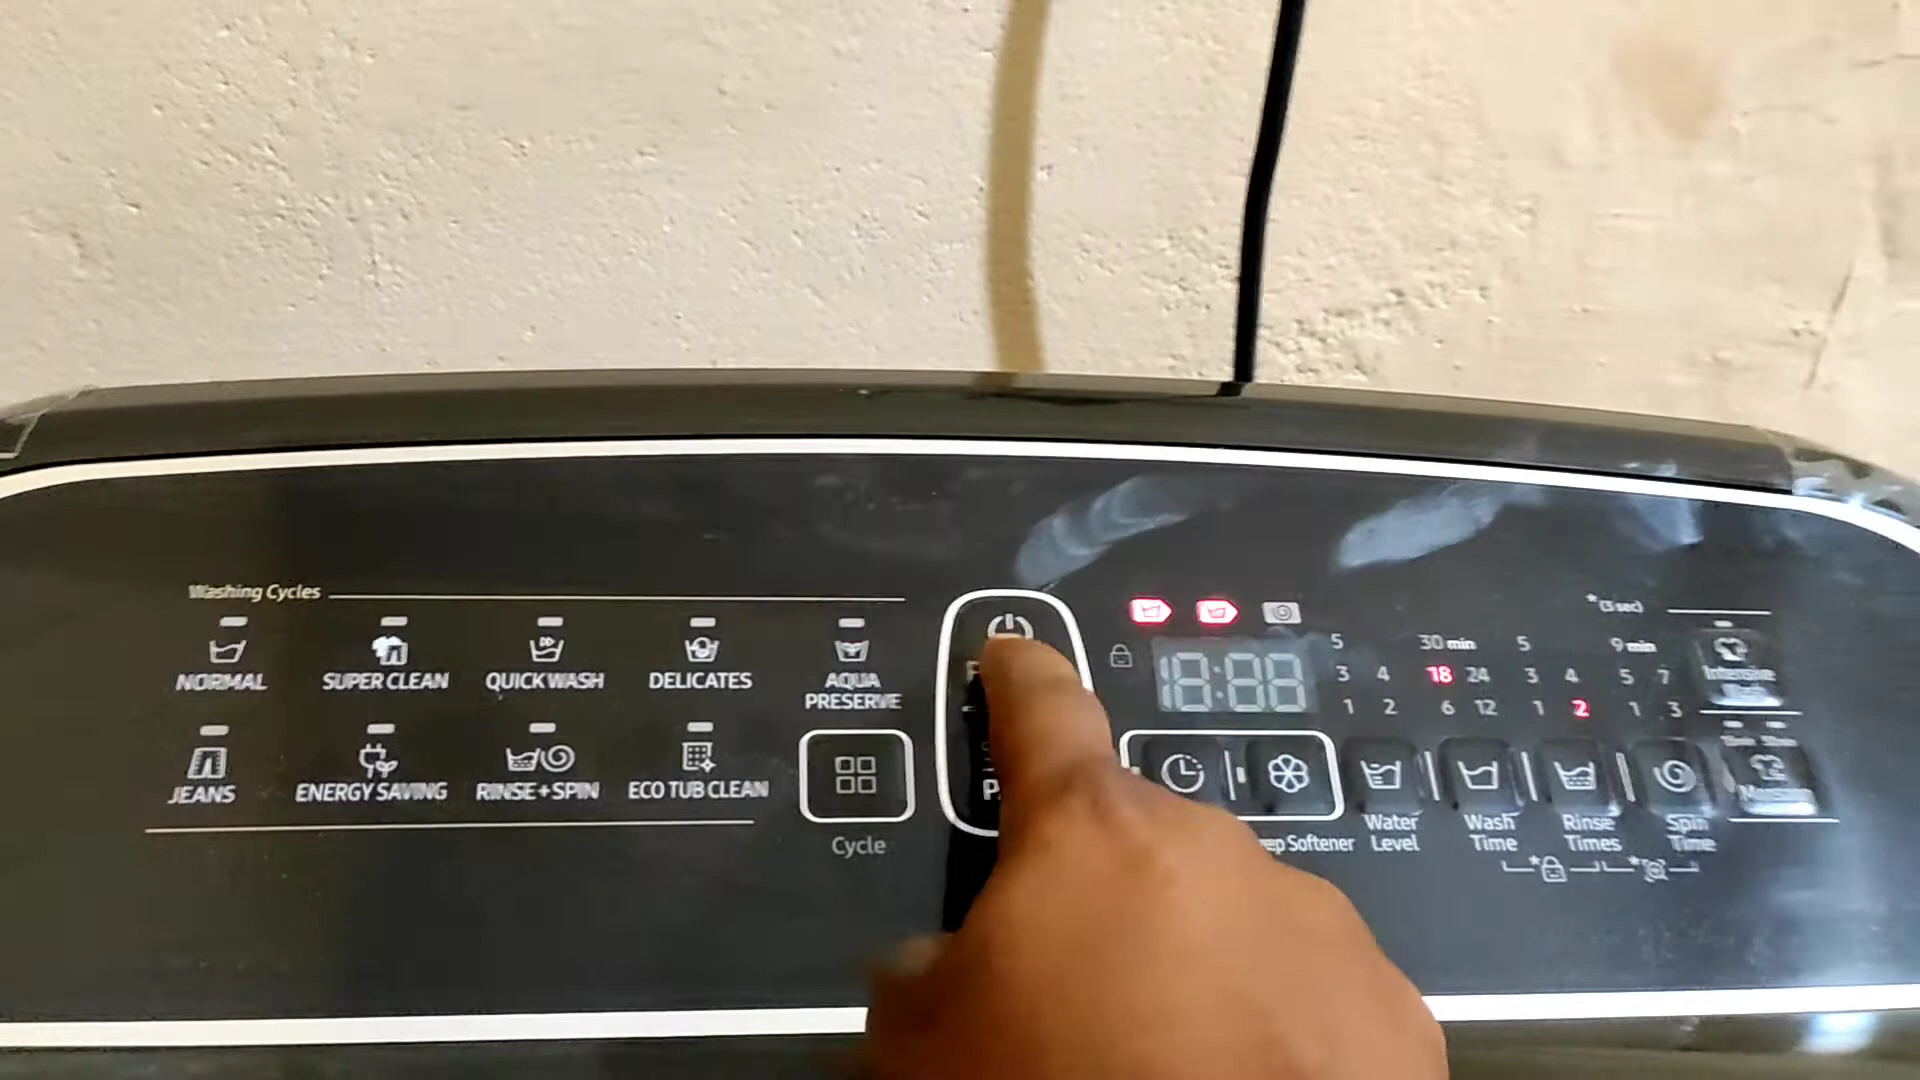 Washing Cycles
NORMAL SUPER CLEAN QUICK WASH DELICATES AQUA PRESERVE
JEANS ENERGY SAVING RINSE+SPIN ECO TUB CLEAN
Cycle
18:88
5 30 min 5 9 min
3 4 18 24 3 4 5 7
1 2 6 12 1 2 1 3
Softener
Water Level
Wash Time
Rinse Times
Spin Time
*(3 sec)
Intensive Wash